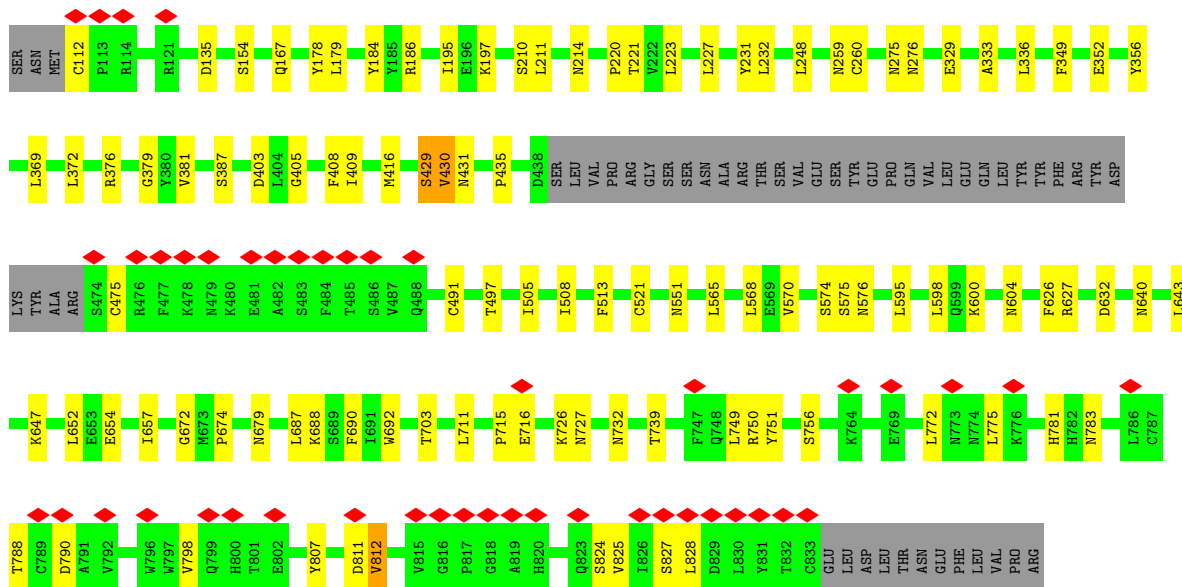 SER ASN MET C112 P113 R114 R121 D135 S154 Q167 Y178 L179 Y184 Y185 R186 I195 E196 K197 S210 L211 N214 P220 T221 V222 L223 L227 Y231 L232 L248 N259 C260 N275 N276 E329 A333 L336 F349 E352 Y356
L369 L372 R376 G379 Y380 V381 S387 D403 L404 G405 F408 I409 M416 S429 V430 N431 P435 D438 SER LEU VAL PRO ARG GLY SER SER ASN ALA ARG THR SER VAL GLU SER TYR GLU PRO GLN VAL LEU GLU GLN LEU TYR TYR PHE ARG TYR ASP
LYS TYR ALA ARG S474 C475 R476 F477 K478 N479 K480 E481 A482 S483 F484 T485 S486 V487 Q488 C491 T497 I505 I508 F513 C521 N551 L565 L568 E569 V570 S574 S575 N576 L595 L598 Q599 K600 N604 F626 R627 D632 N640 L643
K647 L652 E653 E654 I657 G672 M673 P674 N679 L687 K688 S689 F690 I691 W692 T703 L711 P715 E716 K726 N727 N732 T739 F747 Q748 L749 R750 Y751 S756 K764 E769 L772 N773 N774 L775 K776 H781 H782 N783 L786 C787
T788 C789 D790 A791 V792 W796 W797 V798 Q799 H800 T801 E802 Y807 D811 V812 V815 G816 P817 G818 A819 H820 Q823 S824 V825 I826 S827 L828 D829 L830 Y831 T832 C833 GLU LEU ASP LEU THR ASN GLU PHE LEU VAL PRO ARG